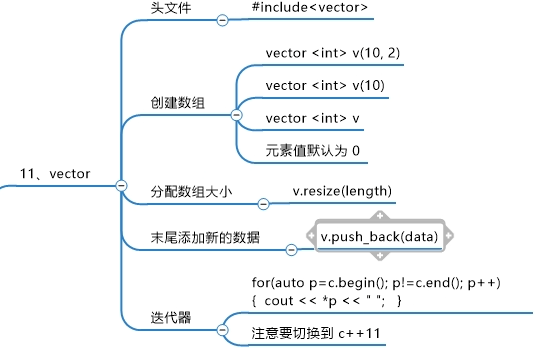 11、vector
头文件
#include<vector>
创建数组
vector <int> v(10, 2)
vector <int> v(10)
vector <int> v
元素值默认为 0
分配数组大小
v.resize(length)
末尾添加新的数据
v.push_back(data)
迭代器
for(auto p=c.begin(); p!=c.end(); p++)
{ cout << *p << " "; }
注意要切换到 c++11